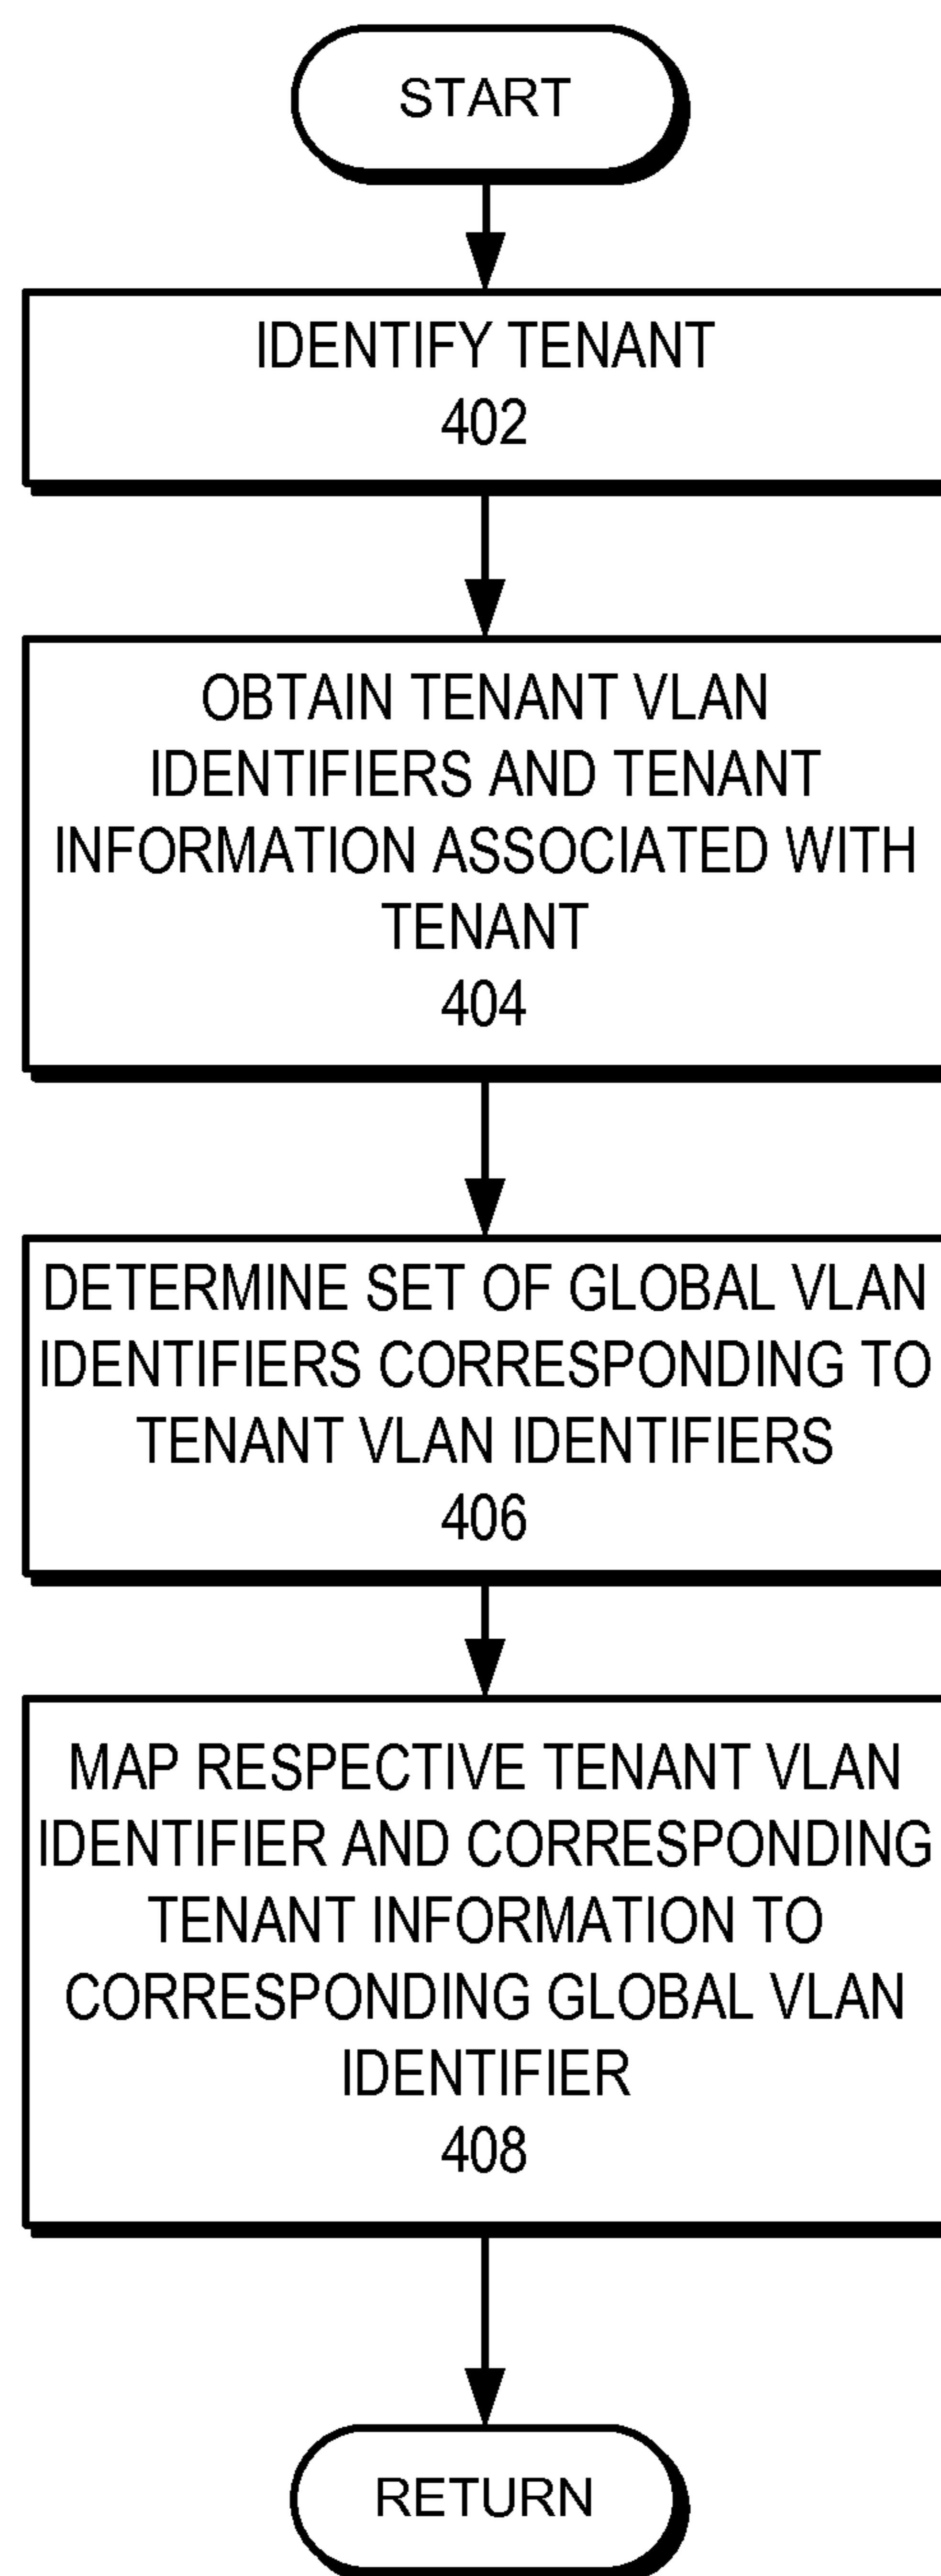 START
IDENTIFY TENANT
402
OBTAIN TENANT VLAN
IDENTIFIERS AND TENANT
INFORMATION ASSOCIATED WITH
TENANT
404
DETERMINE SET OF GLOBAL VLAN
IDENTIFIERS CORRESPONDING TO
TENANT VLAN IDENTIFIERS
406
MAP RESPECTIVE TENANT VLAN
IDENTIFIER AND CORRESPONDING
TENANT INFORMATION TO
CORRESPONDING GLOBAL VLAN
IDENTIFIER
408
RETURN